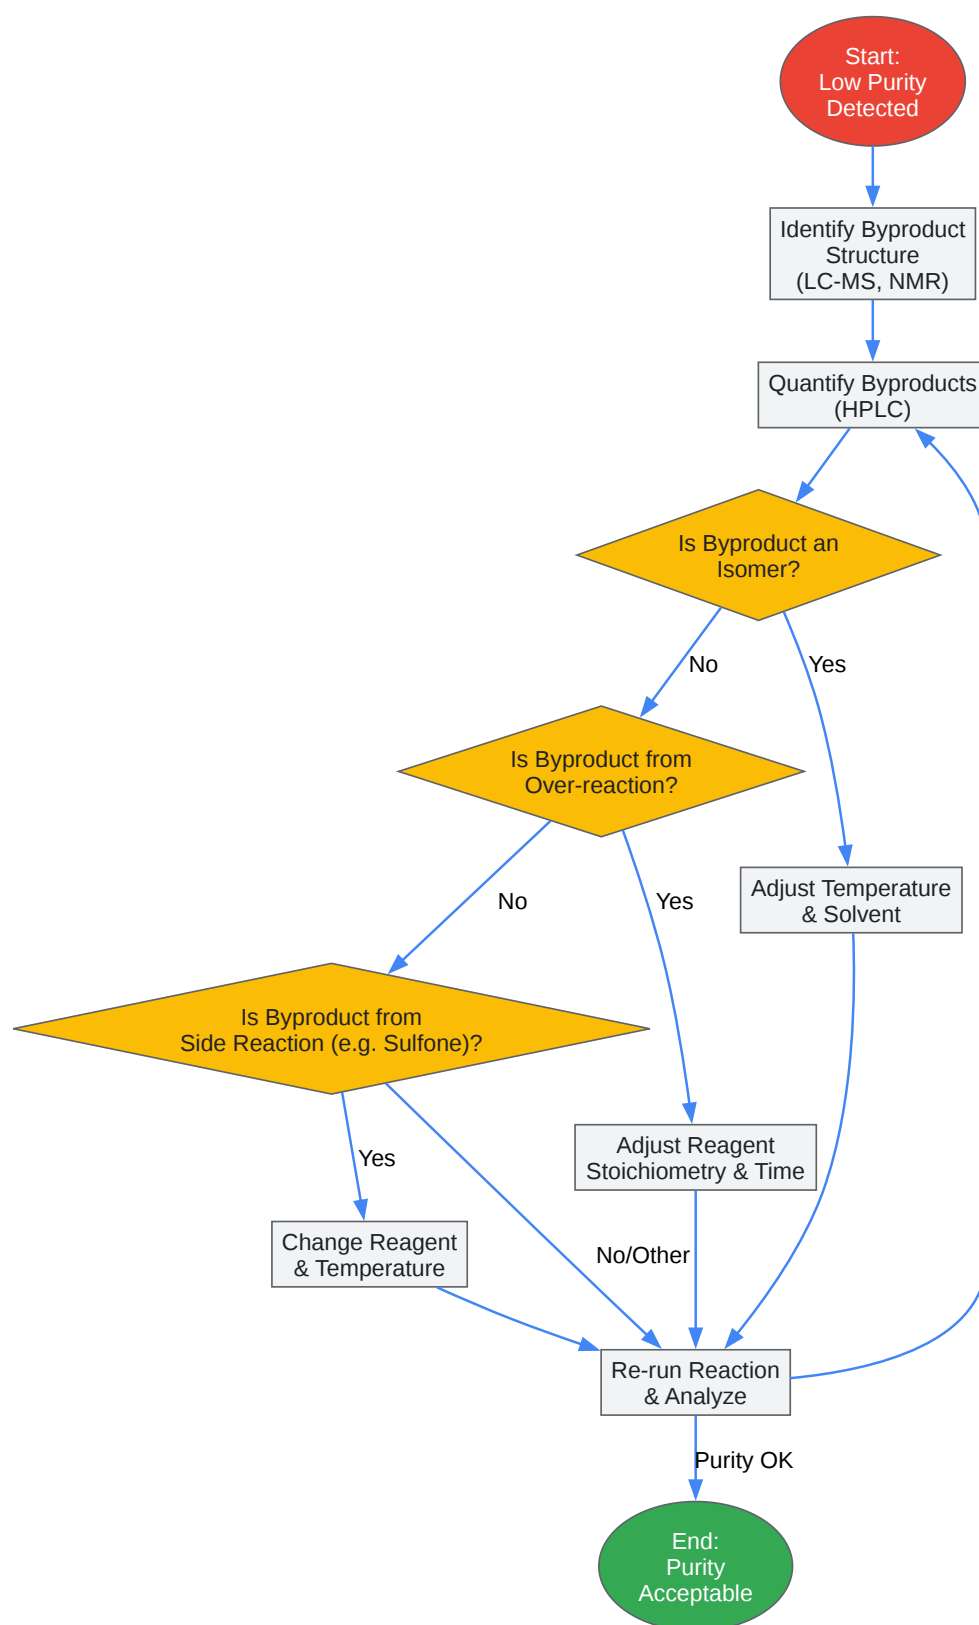 Start:
Low Purity
Detected
Identify Byproduct
Structure
(LC-MS, NMR)
Quantify Byproducts
(HPLC)
Is Byproduct an
Isomer?
No
Yes
Is Byproduct from
Over-reaction?
Adjust Temperature
& Solvent
No
Yes
Is Byproduct from
Side Reaction (e.g. Sulfone)?
Adjust Reagent
Stoichiometry & Time
Yes
Change Reagent
& Temperature
No/Other
Re-run Reaction
& Analyze
Purity OK
End:
Purity
Acceptable